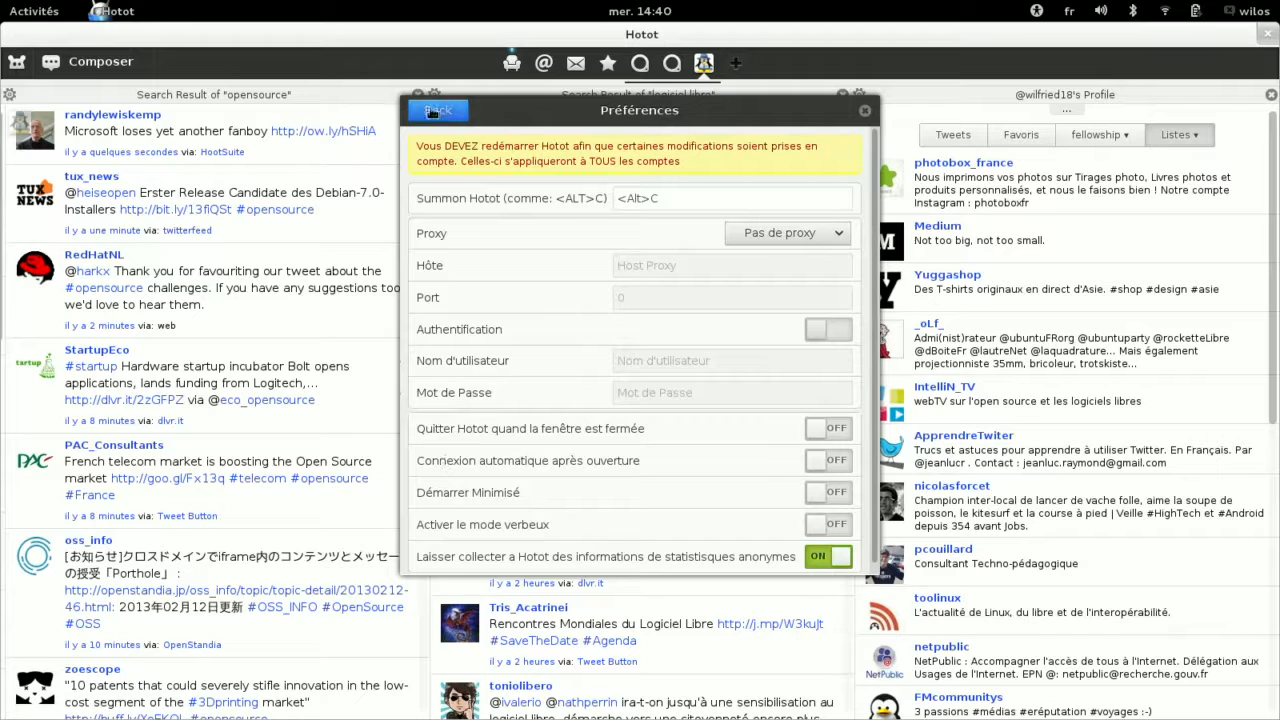 Activités
Hotot
mer. 14:40
fr
wilos
Hotot
Composer
Search Result of "opensource"
randylewiskemp
Microsoft loses yet another fanboy http://ow.ly/hSHiA
il y a quelques secondes via: HootSuite
tux_news
@heiseopen Erster Release Candidate des Debian-7.0-
Installers http://bit.ly/13fiQSt #opensource
il y a une minute via: twitterfeed
RedHatNL
@harkx Thank you for favouriting our tweet about the
#opensource challenges. If you have any suggestions too
we'd love to hear them.
il y a 2 minutes via: web
StartupEco
#startup Hardware startup incubator Bolt opens
applications, lands funding from Logitech,...
http://dlvr.it/2zGFPZ via @eco_opensource
il y a 8 minutes via: dlvr.it
PAC_Consultants
French telecom market is boosting the Open Source
market http://goo.gl/Fx13q #telecom #opensource
#France
il y a 8 minutes via: Tweet Button
oss_info
[お知らせ]クロスドメインでiframe内のコンテンツとメッセー
の授受「Porthole」 :
http://openstandia.jp/oss_info/topic/topic-detail/20130212-
46.html: 2013年02月12日更新 #OSS_INFO #OpenSource
#OSS
il y a 10 minutes via: OpenStandia
zoescope
"10 patents that could severely stifle innovation in the low-
cost segment of the #3Dprinting market"
Search Result of "logiciel libre"
Back
Préférences
Vous DEVEZ redémarrer Hotot afin que certaines modifications soient prises en
compte. Celles-ci s'appliqueront à TOUS les comptes
Summon Hotot (comme: <ALT>C)
<Alt>C
Proxy
Pas de proxy
Hôte
Host Proxy
Port
0
Authentification
Nom d'utilisateur
Nom d'utilisateur
Mot de Passe
Mot de Passe
Quitter Hotot quand la fenêtre est fermée
OFF
Connexion automatique après ouverture
OFF
Démarrer Minimisé
OFF
Activer le mode verbeux
OFF
Laisser collecter a Hotot des informations de statistisques anonymes
ON
il y a 2 heures via: dlvr.it
Tris_Acatrinei
Rencontres Mondiales du Logiciel Libre http://j.mp/W3kuJt
#SaveTheDate #Agenda
il y a 2 heures via: Tweet Button
toniolibero
@ivalerio @nathperrin ira-t-on jusqu'à une sensibilisation au
@wilfried18's Profile
...
Tweets
Favoris
fellowship
Listes
photobox_france
Nous imprimons vos photos sur Tirages photo, Livres photos et
produits personnalisés, et nous le faisons bien ! Notre compte
Instagram : photoboxfr
Medium
Not too big, not too small.
Yuggashop
Des T-shirts originaux en direct d'Asie. #shop #design #asie
_oLf_
Admi(nist)rateur @ubuntuFRorg @ubuntuparty @rocketteLibre
@dBoiteFr @lautreNet @laquadrature... Mais également
projectionniste 35mm, bricoleur, trotskiste...
IntelliN_TV
webTV sur l'open source et les logiciels libres
ApprendreTwiter
Trucs et astuces pour apprendre à utiliser Twitter. En Français. Par
@jeanlucr . Contact : jeanluc.raymond@gmail.com
nicolasforcet
Champion inter-local de lancer de vache folle, aime la soupe de
poisson, le kitesurf et la course à pied | Veille #HighTech et #Android
depuis 354 avant Jobs.
pcouillard
Consultant Techno-pédagogique
toolinux
L'actualité de Linux, du libre et de l'interopérabilité.
netpublic
NetPublic : Accompagner l'accès de tous à l'Internet. Délégation aux
Usages de l'Internet. EPN @: netpublic@recherche.gouv.fr
FMcommunitys
3 passions #médias #eréputation #voyages :)